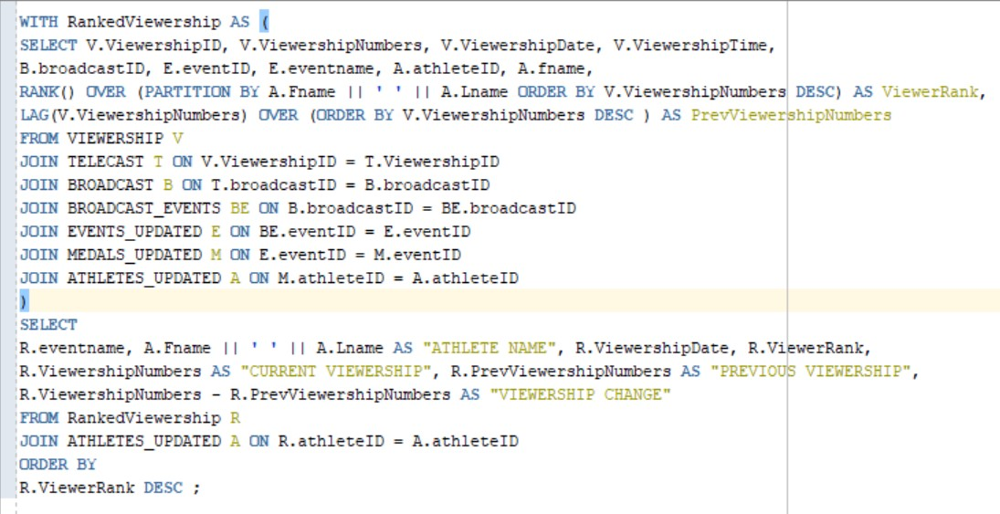 WITH RankedViewership AS (
SELECT V.ViewershipID, V.ViewershipNumbers, V.ViewershipDate, V.ViewershipTime,
B.broadcastID, E.eventID, E.eventname, A.athleteID, A.fname,
RANK() OVER (PARTITION BY A.Fname || ' ' || A.Lname ORDER BY V.ViewershipNumbers DESC) AS ViewerRank,
LAG(V.ViewershipNumbers) OVER (ORDER BY V.ViewershipNumbers DESC ) AS PrevViewershipNumbers
FROM VIEWERSHIP V
JOIN TELECAST T ON V.ViewershipID = T.ViewershipID
JOIN BROADCAST B ON T.broadcastID = B.broadcastID
JOIN BROADCAST_EVENTS BE ON B.broadcastID = BE.broadcastID
JOIN EVENTS_UPDATED E ON BE.eventID = E.eventID
JOIN MEDALS_UPDATED M ON E.eventID = M.eventID
JOIN ATHLETES_UPDATED A ON M.athleteID = A.athleteID
)
SELECT
R.eventname, A.Fname || ' ' || A.Lname AS "ATHLETE NAME", R.ViewershipDate, R.ViewerRank,
R.ViewershipNumbers AS "CURRENT VIEWERSHIP", R.PrevViewershipNumbers AS "PREVIOUS VIEWERSHIP",
R.ViewershipNumbers - R.PrevViewershipNumbers AS "VIEWERSHIP CHANGE"
FROM RankedViewership R
JOIN ATHLETES_UPDATED A ON R.athleteID = A.athleteID
ORDER BY
R.ViewerRank DESC ;